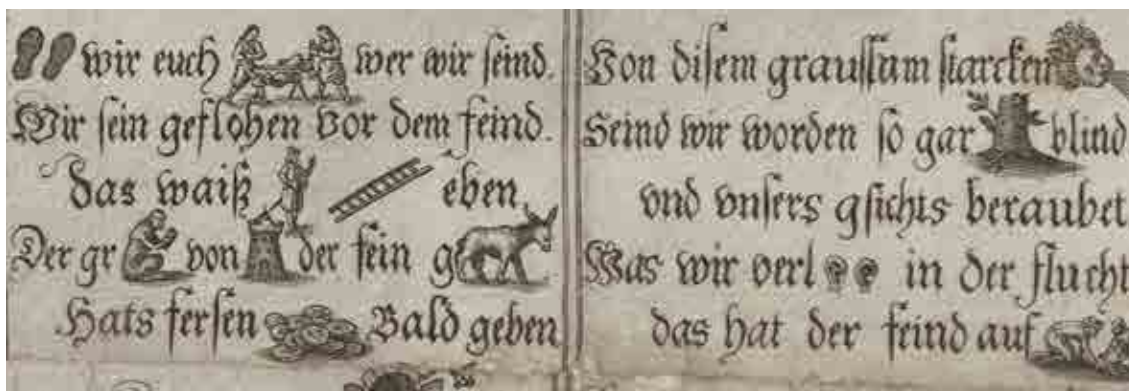 wir euch wer wir seind.
Wir sein geflohen Vor dem feind.
das waiß eben
Der gr von der sein g
Hats fersen Bald geben
Von disem graussam starcken
Seind wir worden so gar blind
vnd vnsers gsichts beraubet
Was wir verl in der flucht
das hat der feind auf